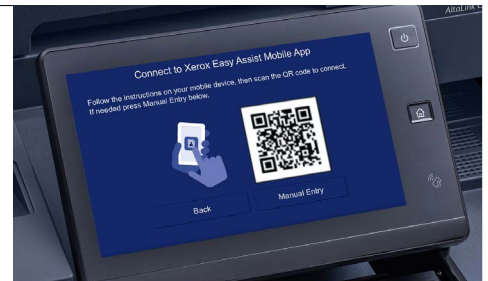 AltaLink C
Connect to Xerox Easy Assist Mobile App
Follow the instructions on your mobile device, then scan the QR code to connect.
If needed press Manual Entry below.
Back
Manual Entry